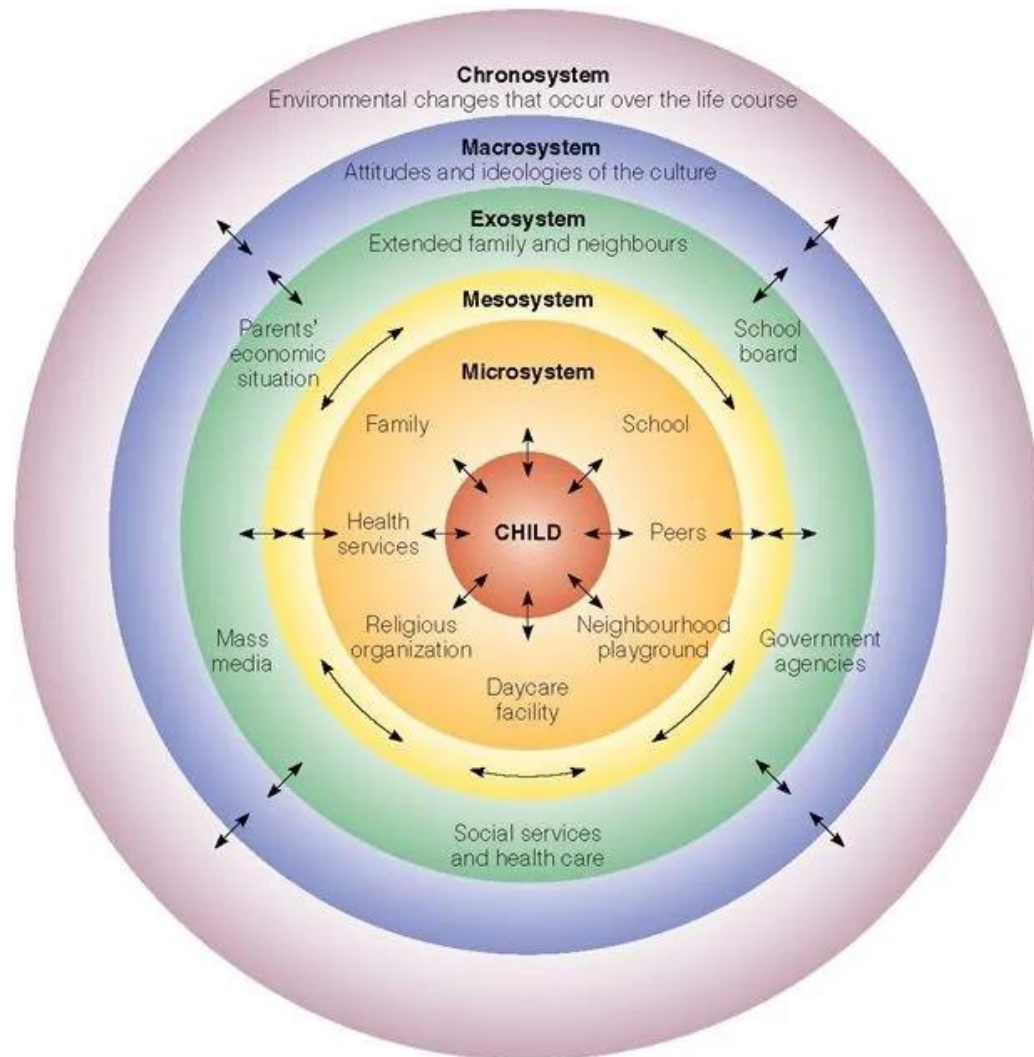 Chronosystem
Environmental changes that occur over the life course
Macrosystem
Attitudes and ideologies of the culture
Exosystem
Extended family and neighbours
Mesosystem
Parents'
economic
situation
School
board
Microsystem
Family
School
Health
services
CHILD
Peers
Religious
organization
Neighbourhood
playground
Mass
media
Government
agencies
Daycare
facility
Social services
and health care